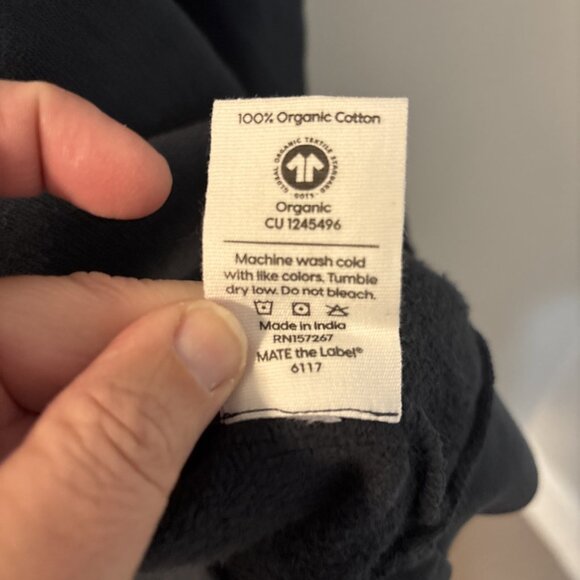 100% Organic Cotton
GLOBAL ORGANIC TEXTILE STANDARD
GOTS
Organic
CU 1245496
Machine wash cold
with like colors. Tumble
dry low. Do not bleach.
Made in India
RN157267
MATE the Label®
6117